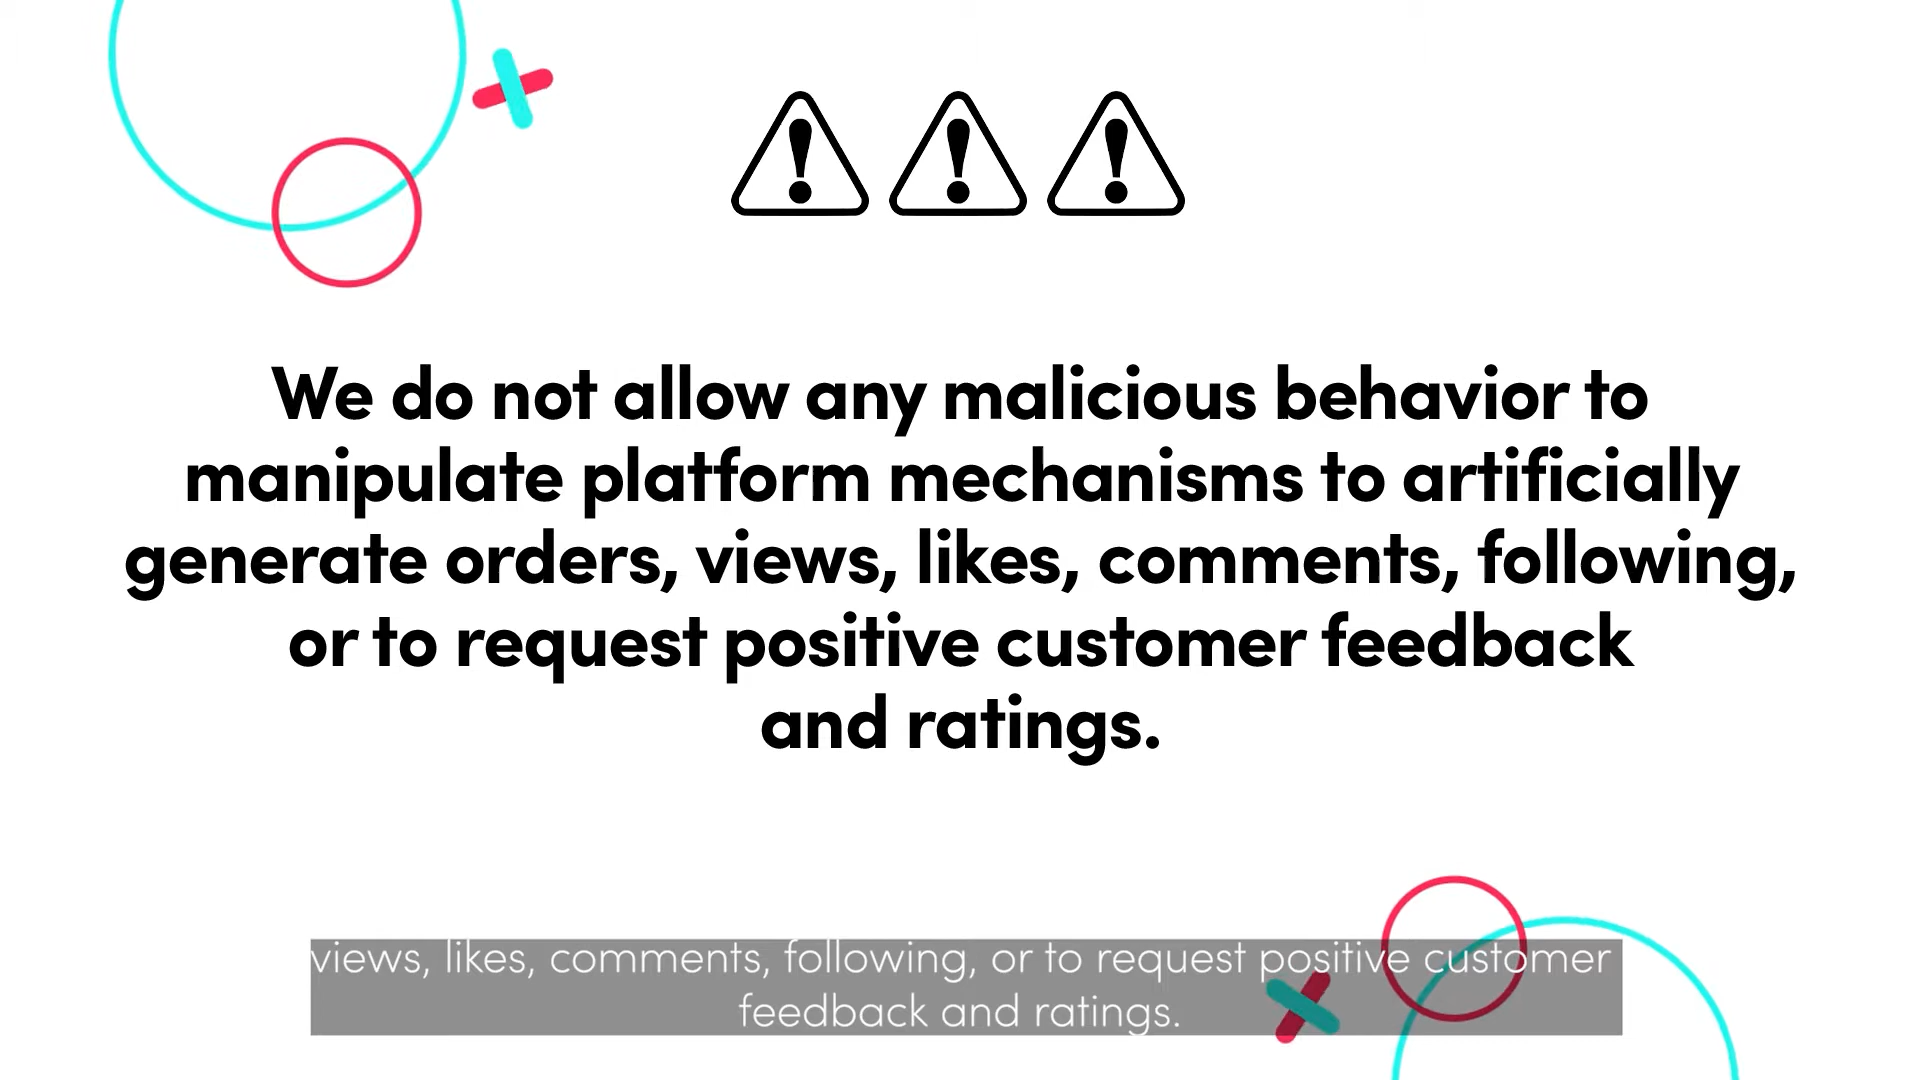 We do not allow any malicious behavior to
manipulate platform mechanisms to artificially
generate orders, views, likes, comments, following,
or to request positive customer feedback
and ratings.
views, likes, comments, following, or to request positive customer
feedback and ratings.